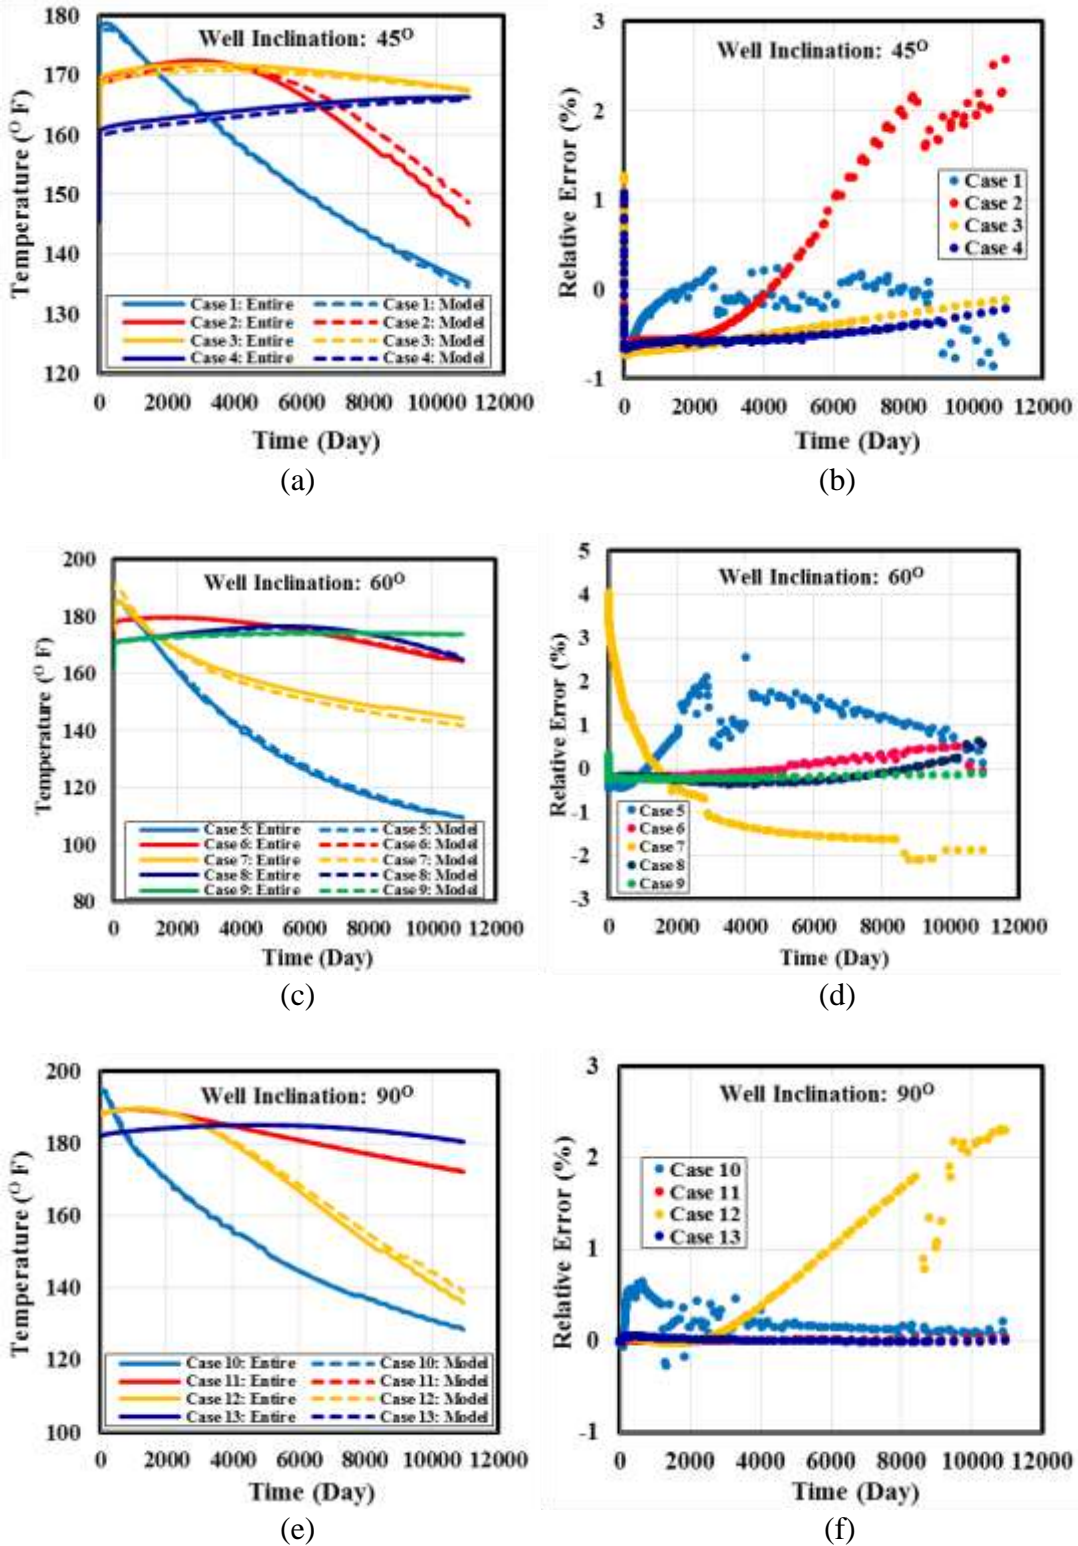 Well Inclination: 45O
Temperature (O F)
180
170
160
150
140
130
120
Case 1: Entire Case 1: Model
Case 2: Entire Case 2: Model
Case 3: Entire Case 3: Model
Case 4: Entire Case 4: Model
0 2000 4000 6000 8000 10000 12000
Time (Day)
(a)
Well Inclination: 45O
Relative Error (%)
3
2
1
0
-1
Case 1
Case 2
Case 3
Case 4
0 2000 4000 6000 8000 10000 12000
Time (Day)
(b)
Well Inclination: 60O
Temperature (O F)
200
180
160
140
120
100
80
Case 5: Entire Case 5: Model
Case 6: Entire Case 6: Model
Case 7: Entire Case 7: Model
Case 8: Entire Case 8: Model
Case 9: Entire Case 9: Model
0 2000 4000 6000 8000 10000 12000
Time (Day)
(c)
Well Inclination: 60O
Relative Error (%)
5
4
3
2
1
0
-1
-2
-3
Case 5
Case 6
Case 7
Case 8
Case 9
0 2000 4000 6000 8000 10000 12000
Time (Day)
(d)
Well Inclination: 90O
Temperature (O F)
200
180
160
140
120
100
Case 10: Entire Case 10: Model
Case 11: Entire Case 11: Model
Case 12: Entire Case 12: Model
Case 13: Entire Case 13: Model
0 2000 4000 6000 8000 10000 12000
Time (Day)
(e)
Well Inclination: 90O
Relative Error (%)
3
2
1
0
-1
Case 10
Case 11
Case 12
Case 13
0 2000 4000 6000 8000 10000 12000
Time (Day)
(f)